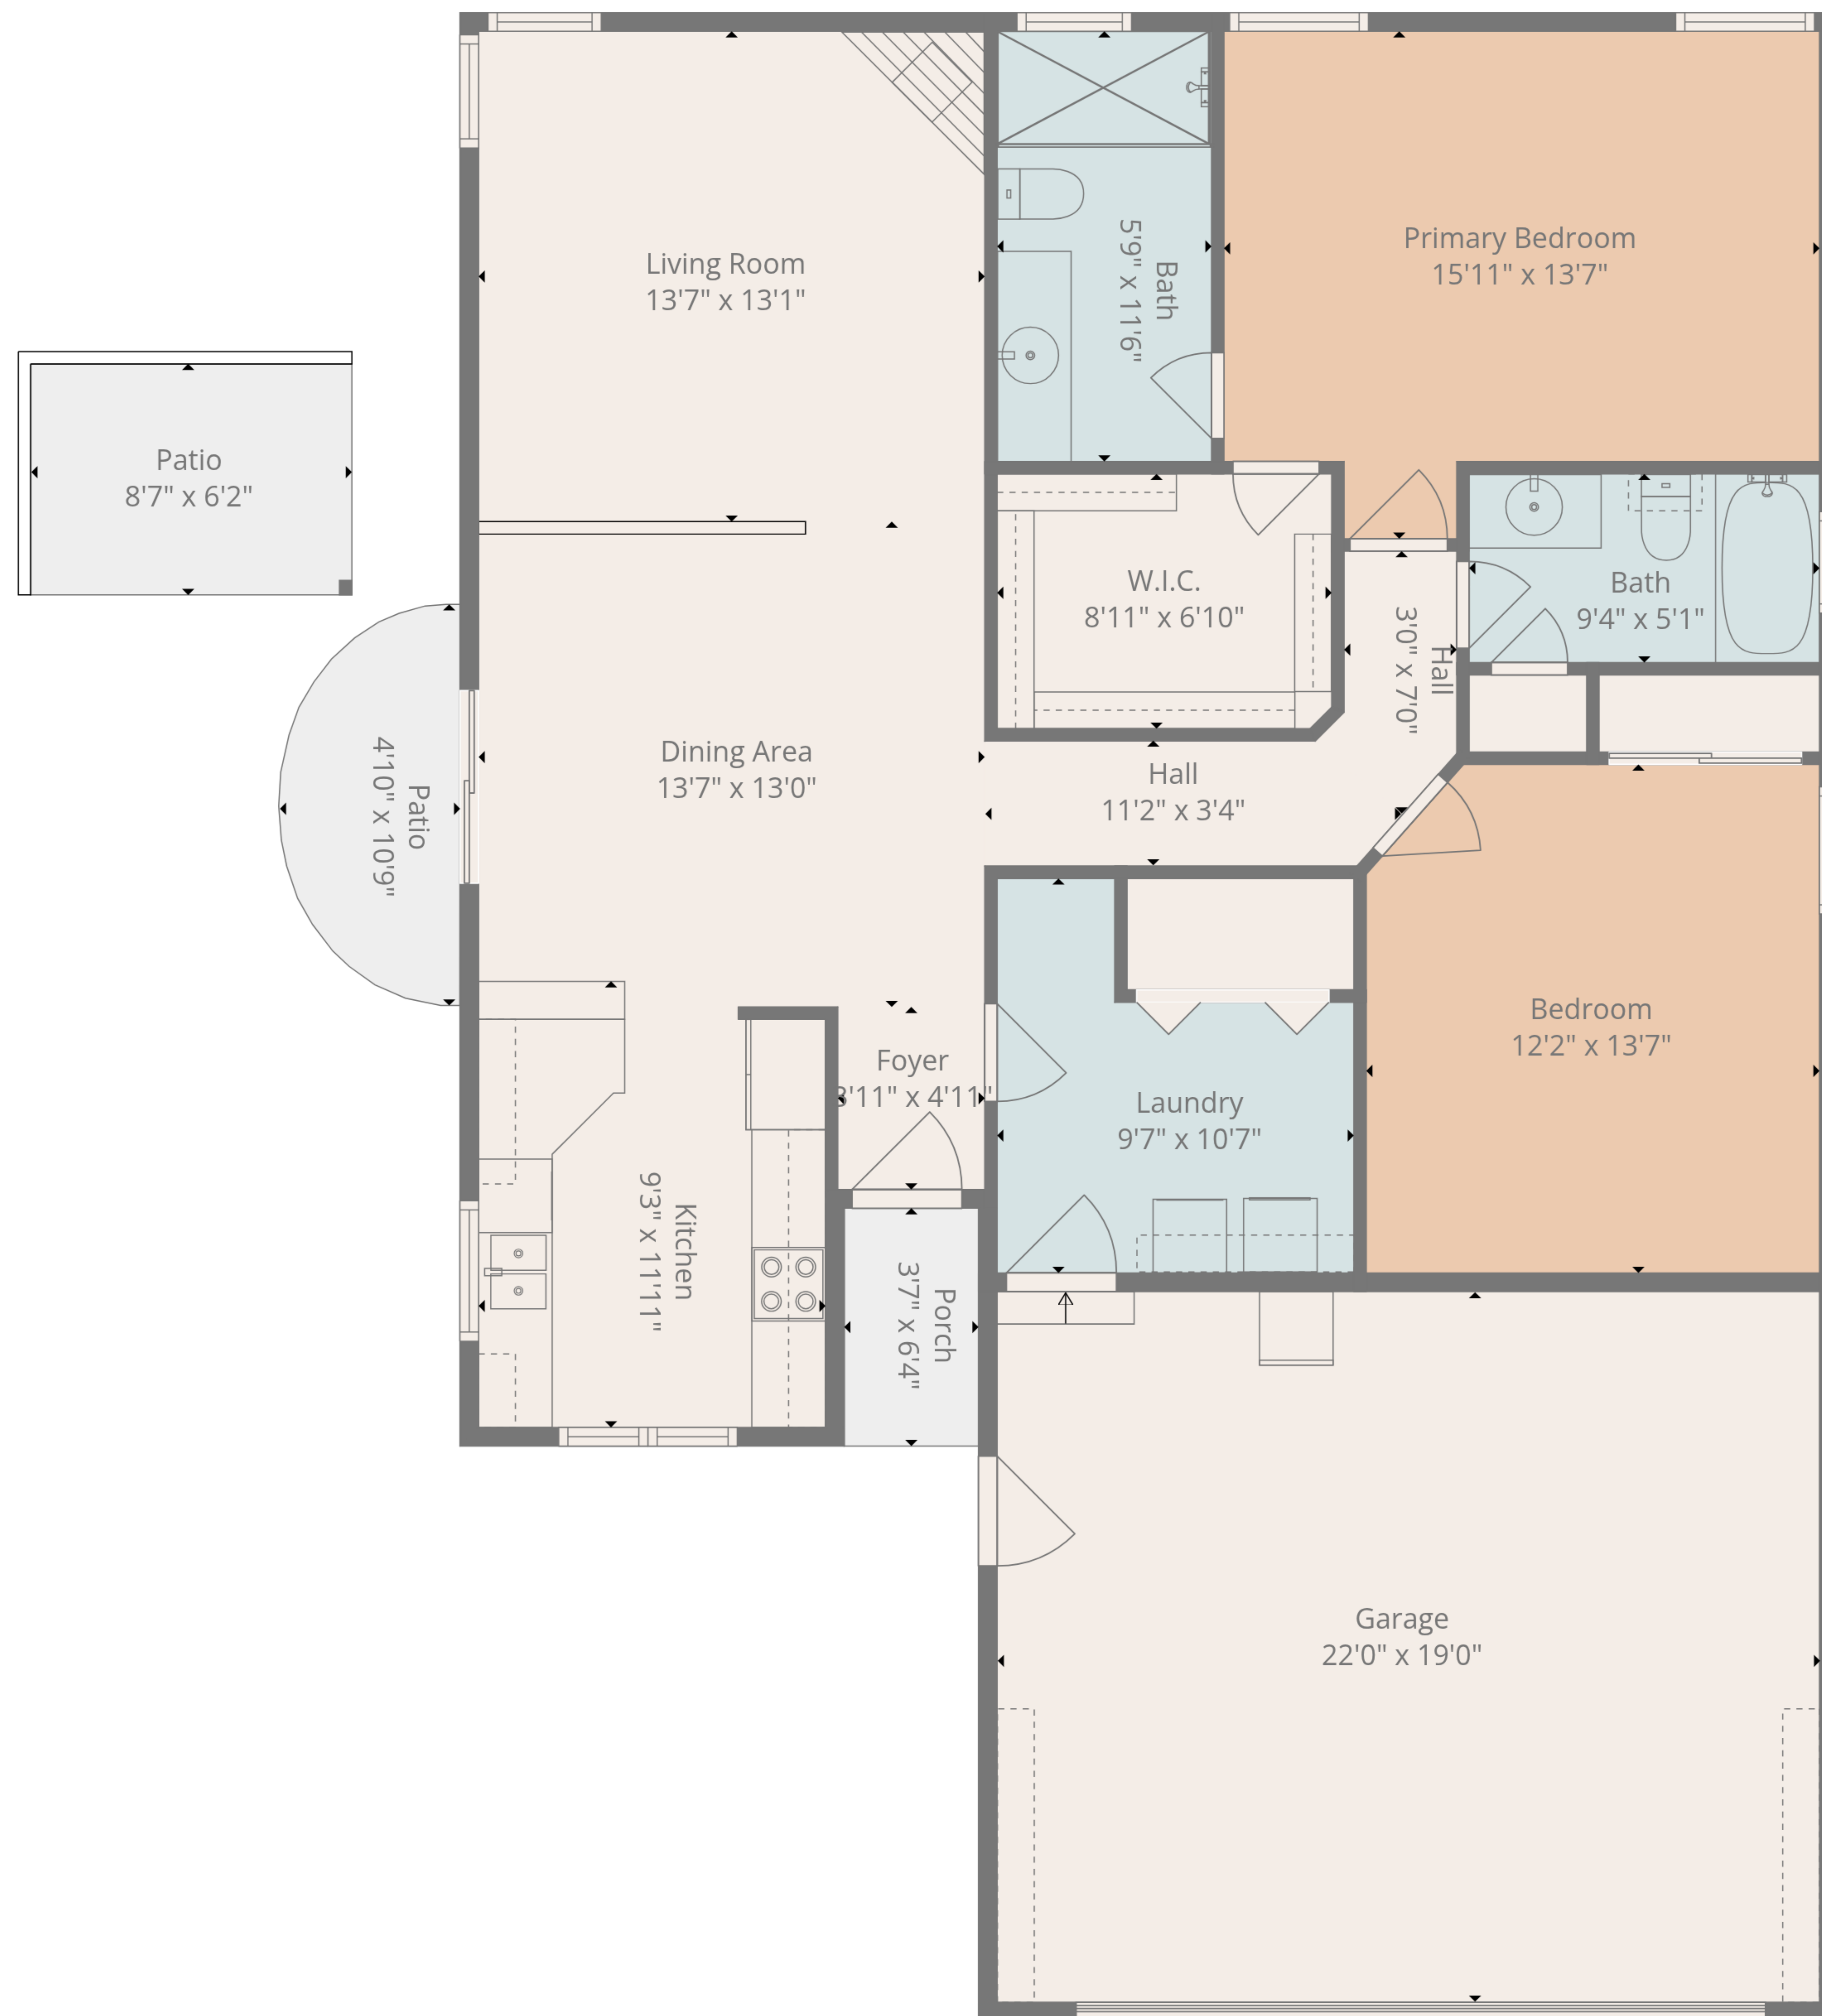 Living Room
13'7" x 13'1"
Bath
5'9" x 11'6"
Primary Bedroom
15'11" x 13'7"
Patio
8'7" x 6'2"
W.I.C.
8'11" x 6'10"
Hall
3'0" x 7'0"
Bath
9'4" x 5'1"
Patio
4'10" x 10'9"
Dining Area
13'7" x 13'0"
Hall
11'2" x 3'4"
Bedroom
12'2" x 13'7"
Foyer
3'11" x 4'11"
Laundry
9'7" x 10'7"
Kitchen
9'3" x 11'11"
Porch
3'7" x 6'4"
Garage
22'0" x 19'0"